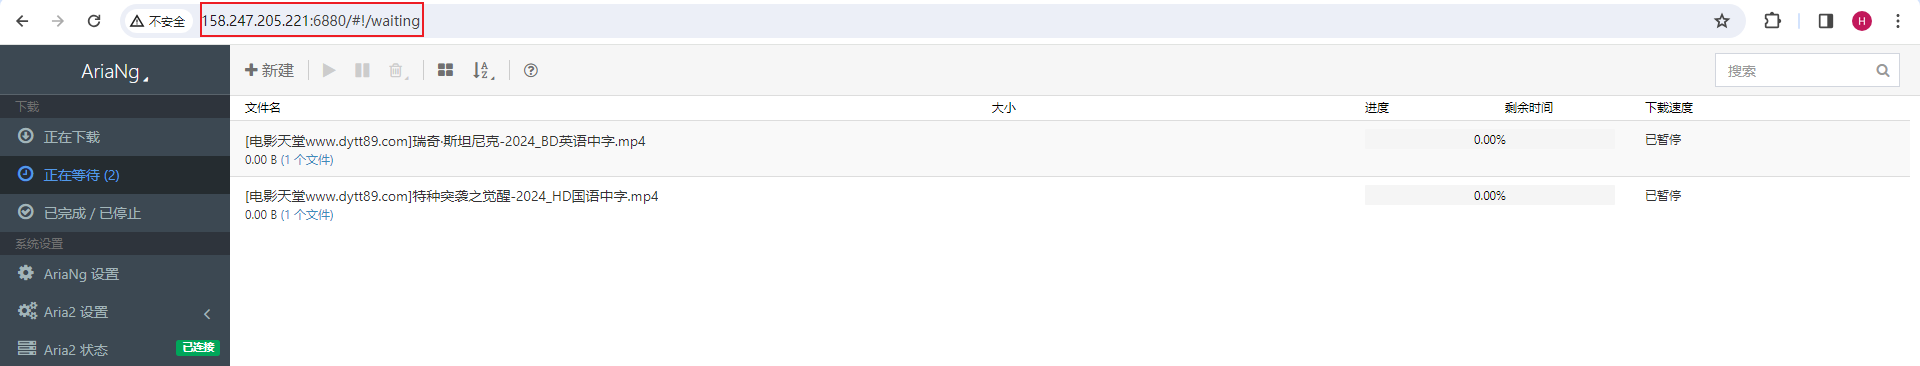 不安全 158.247.205.221:6880/#!/waiting H
AriaNg 新建 搜索
下载 文件名 大小 进度 剩余时间 下载速度
正在下载 [电影天堂www.dytt89.com]瑞奇·斯坦尼克-2024_BD英语中字.mp4 0.00% 已暂停
0.00 B (1 个文件)
正在等待 (2)
[电影天堂www.dytt89.com]特种突袭之觉醒-2024_HD国语中字.mp4 0.00% 已暂停
已完成 / 已停止 0.00 B (1 个文件)
系统设置
AriaNg 设置
Aria2 设置
Aria2 状态 已连接